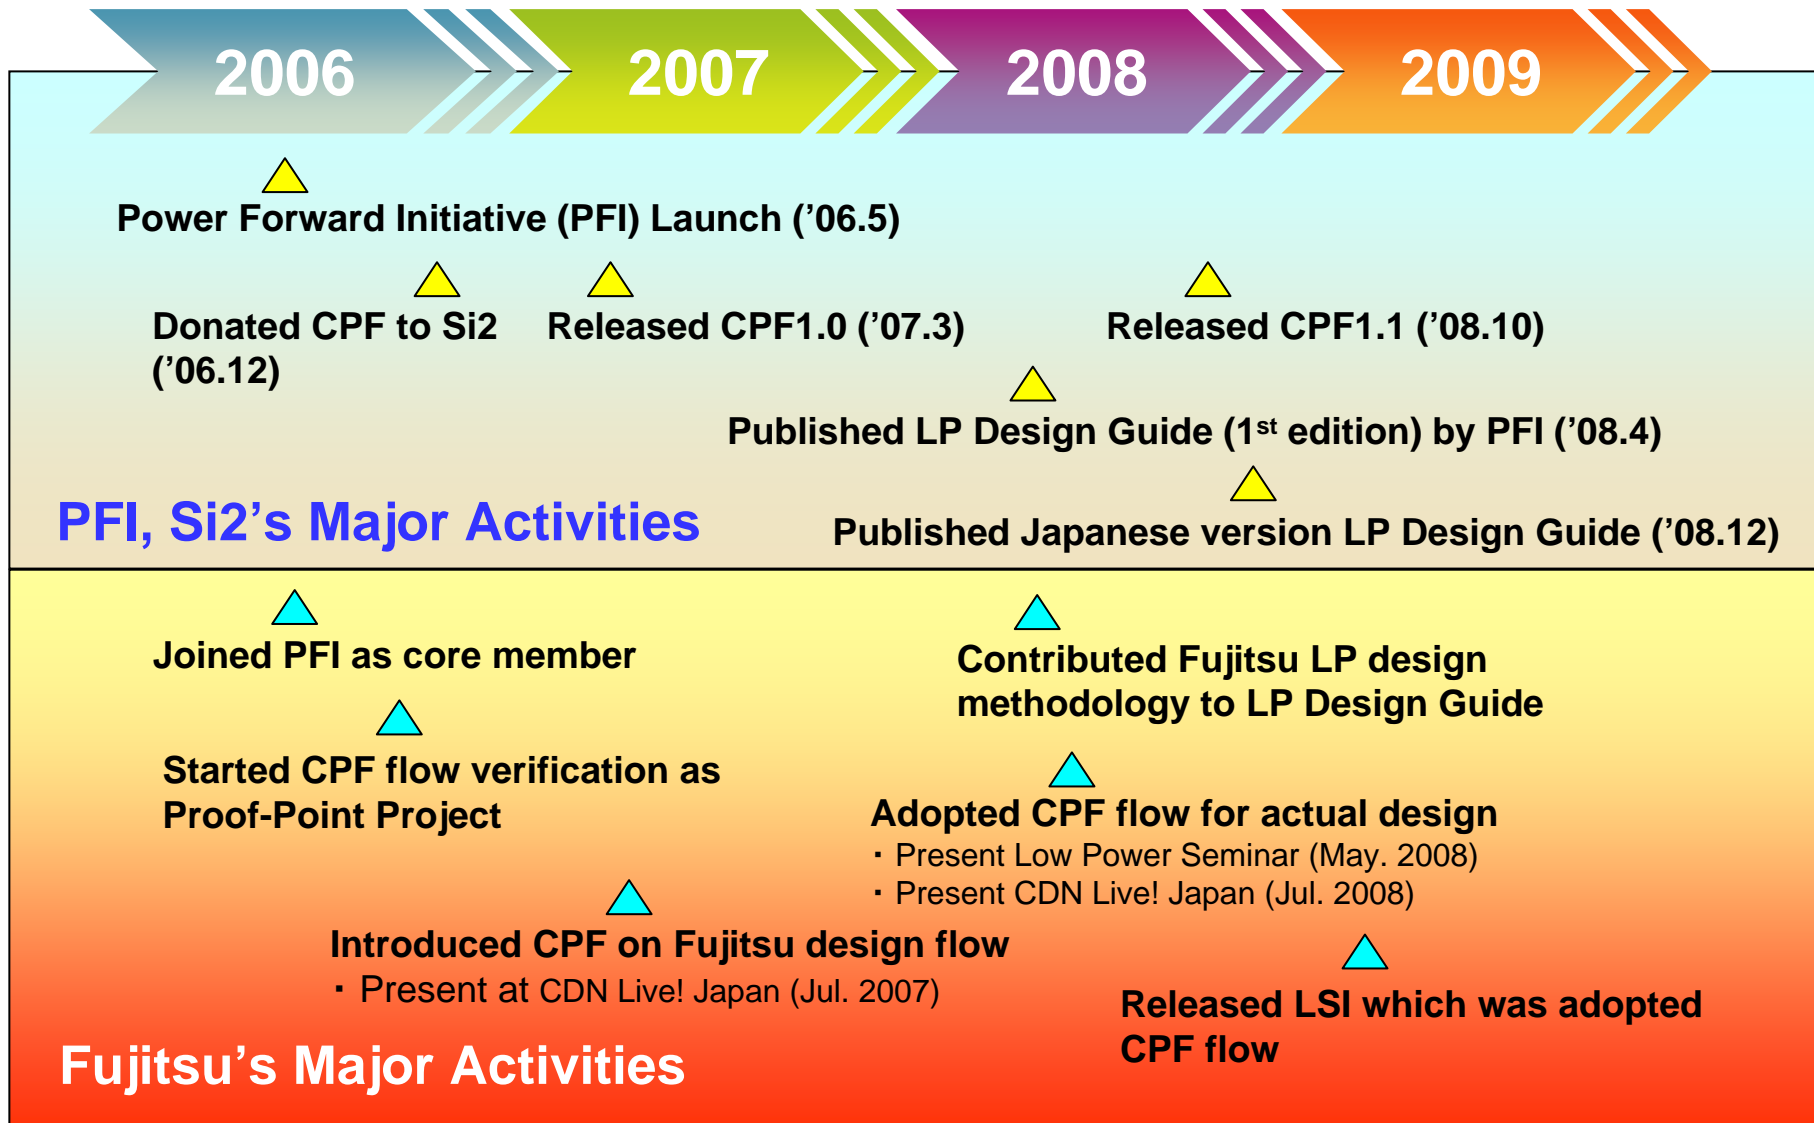 2006
2007
2008
2009
Power Forward Initiative (PFI) Launch (’06.5)
Donated CPF to Si2
(’06.12)
Released CPF1.0 (’07.3)
Released CPF1.1 (’08.10)
Published LP Design Guide (1st edition) by PFI (’08.4)
PFI, Si2’s Major Activities
Published Japanese version LP Design Guide (’08.12)
Joined PFI as core member
Contributed Fujitsu LP design
methodology to LP Design Guide
Started CPF flow verification as
Proof-Point Project
Adopted CPF flow for actual design
・Present Low Power Seminar (May. 2008)
・Present CDN Live! Japan (Jul. 2008)
Introduced CPF on Fujitsu design flow
・Present at CDN Live! Japan (Jul. 2007)
Released LSI which was adopted
CPF flow
Fujitsu’s Major Activities